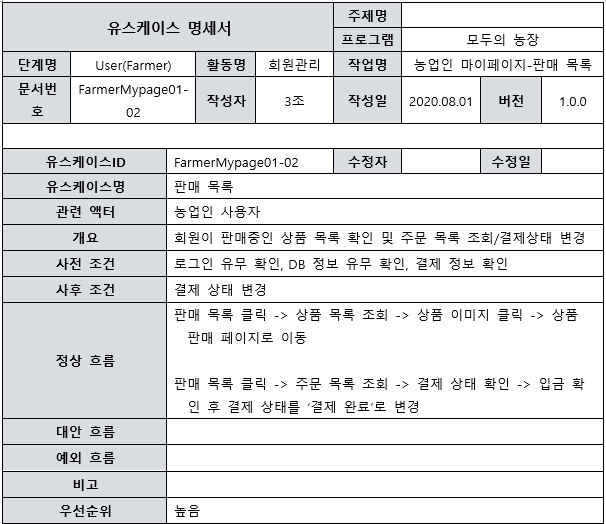 유스케이스 명세서
주제명
프로그램 모두의 농장
단계명 User(Farmer) 활동명 회원관리 작업명 농업인 마이페이지-판매 목록
문서번
호 FarmerMypage01-
02 작성자 3조 작성일 2020.08.01 버전 1.0.0
유스케이스ID FarmerMypage01-02 수정자 수정일
유스케이스명 판매 목록
관련 액터 농업인 사용자
개요 회원이 판매중인 상품 목록 확인 및 주문 목록 조회/결제상태 변경
사전 조건 로그인 유무 확인, DB 정보 유무 확인, 결제 정보 확인
사후 조건 결제 상태 변경
정상 흐름
판매 목록 클릭 -> 상품 목록 조회 -> 상품 이미지 클릭 -> 상품
판매 페이지로 이동
판매 목록 클릭 -> 주문 목록 조회 -> 결제 상태 확인 -> 입금 확
인 후 결제 상태를 ‘결제 완료’로 변경
대안 흐름
예외 흐름
비고
우선순위 높음